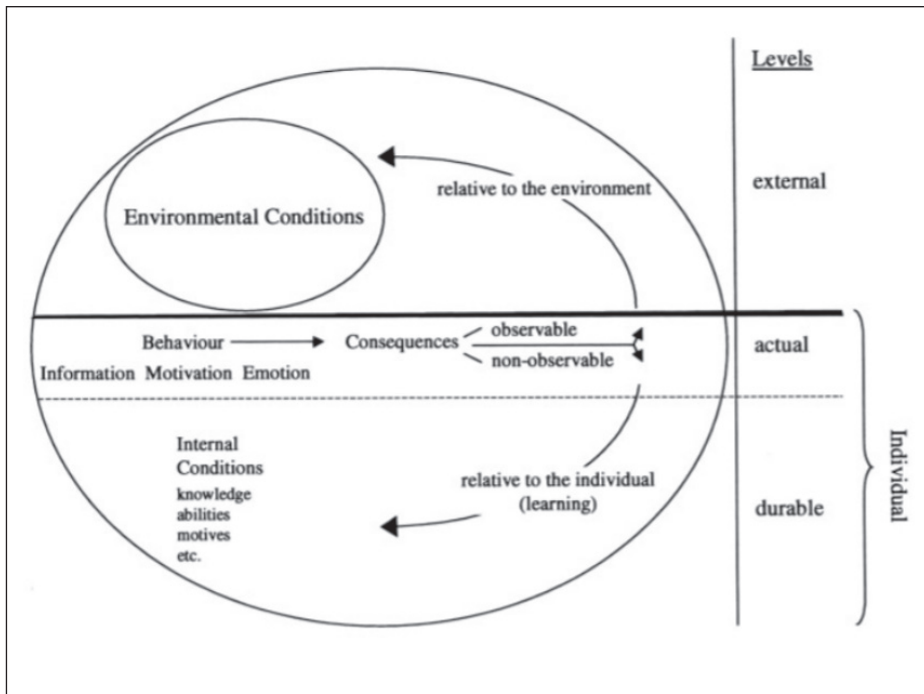 Levels
external
relative to the environment
Environmental Conditions
Behaviour
Consequences
observable
non-observable
actual
Information Motivation Emotion
Internal
Conditions
knowledge
abilities
motives
etc.
relative to the individual
(learning)
durable
Individual